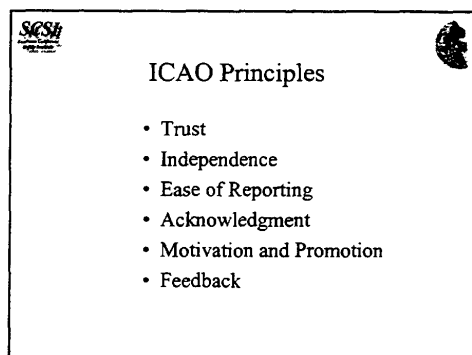 SCSI
ICAO Principles
• Trust
• Independence
• Ease of Reporting
• Acknowledgment
• Motivation and Promotion
• Feedback